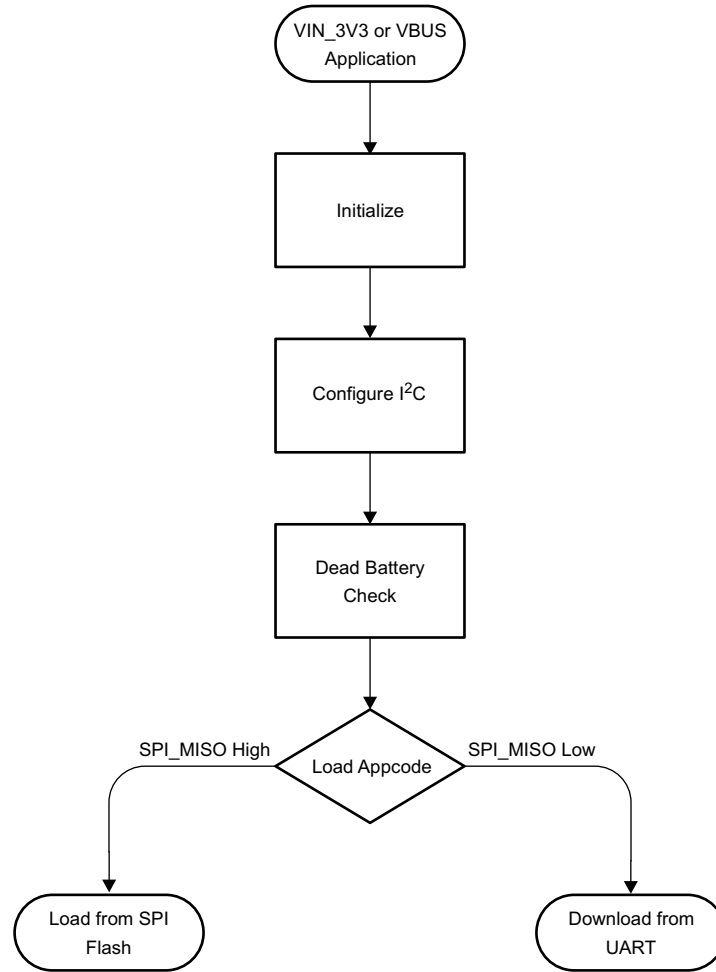 VIN_3V3 or VBUS
Application
Initialize
Configure I²C
Dead Battery
Check
SPI_MISO High
Load Appcode
SPI_MISO Low
Load from SPI
Flash
Download from
UART